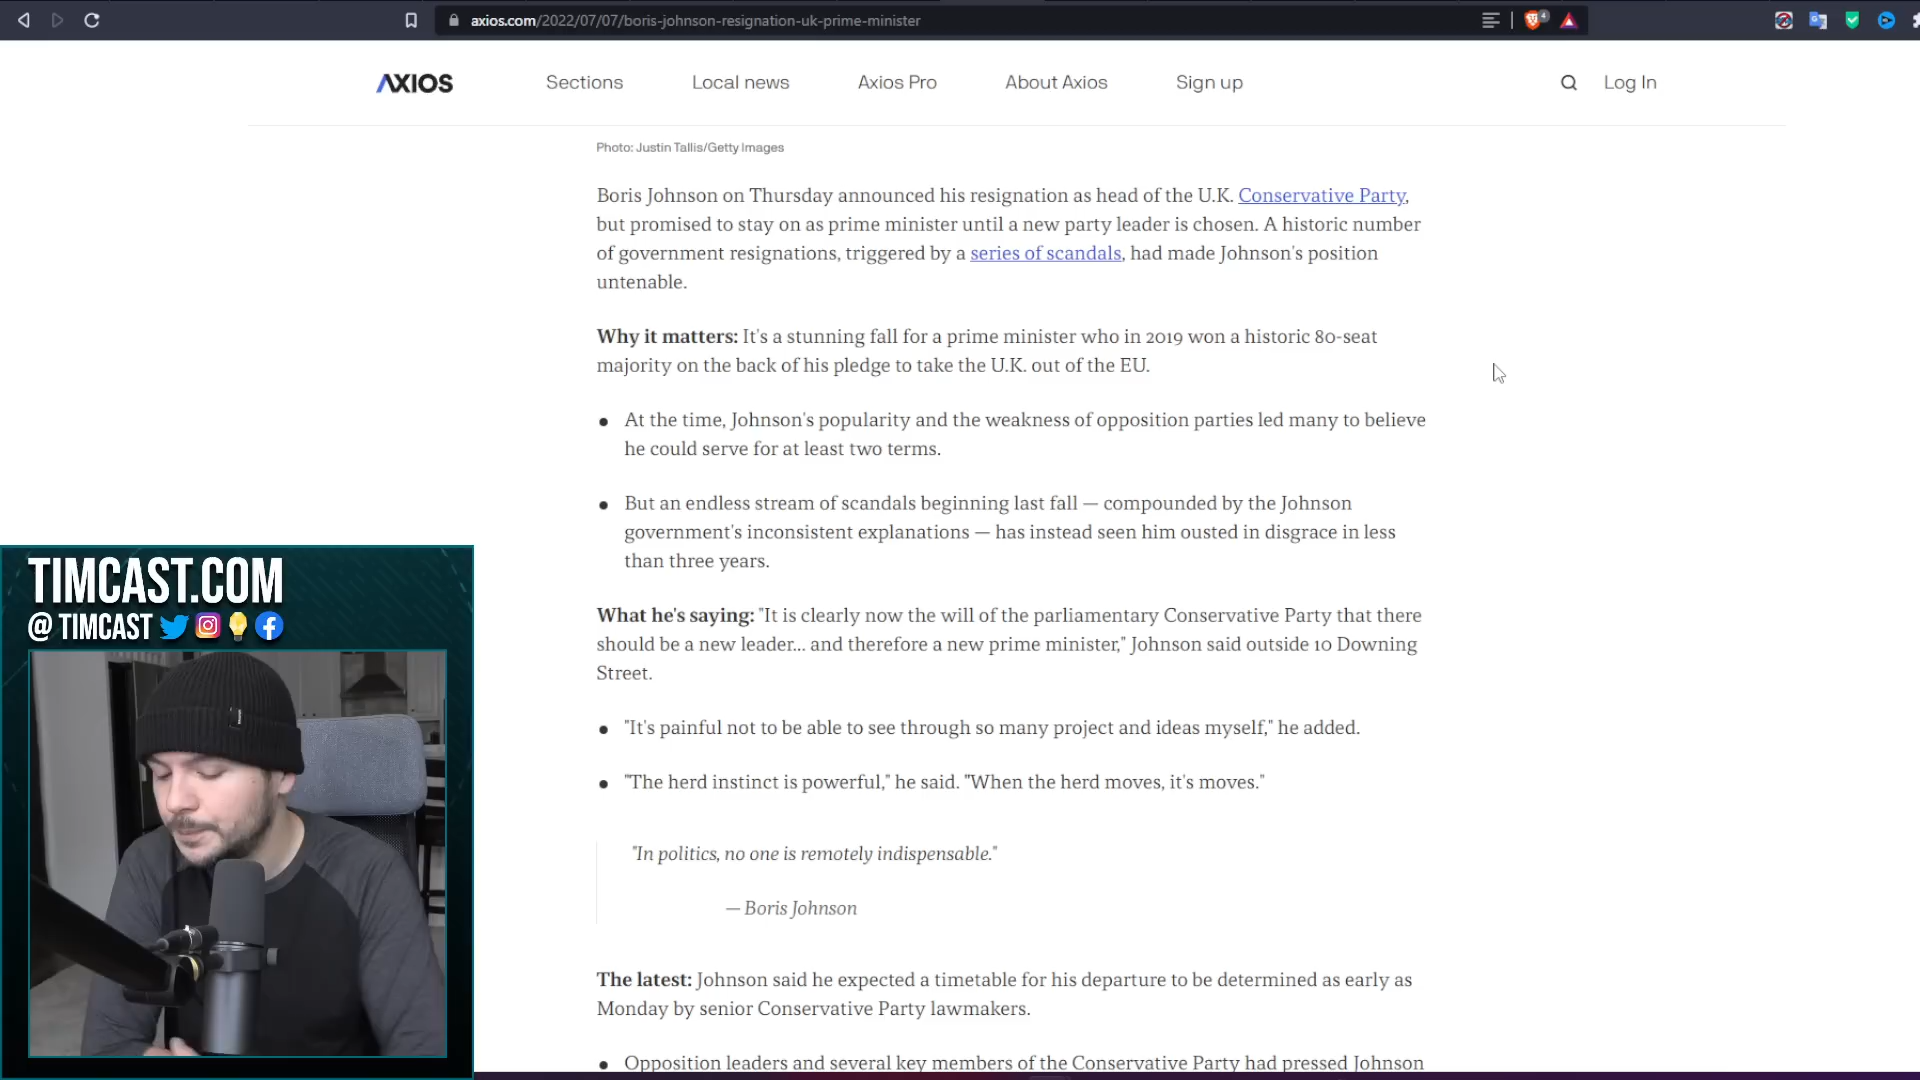 axios.com/2022/07/07/boris-johnson-resignation-uk-prime-minister
4
AXIOS
Sections
Local news
Axios Pro
About Axios
Sign up
Log In
Photo: Justin Tallis/Getty Images
Boris Johnson on Thursday announced his resignation as head of the U.K. Conservative Party,
but promised to stay on as prime minister until a new party leader is chosen. A historic number
of government resignations, triggered by a series of scandals, had made Johnson's position
untenable.
Why it matters: It's a stunning fall for a prime minister who in 2019 won a historic 80-seat
majority on the back of his pledge to take the U.K. out of the EU.
At the time, Johnson's popularity and the weakness of opposition parties led many to believe
he could serve for at least two terms.
But an endless stream of scandals beginning last fall — compounded by the Johnson
government's inconsistent explanations — has instead seen him ousted in disgrace in less
than three years.
What he's saying: "It is clearly now the will of the parliamentary Conservative Party that there
should be a new leader... and therefore a new prime minister," Johnson said outside 10 Downing
Street.
"It's painful not to be able to see through so many project and ideas myself," he added.
"The herd instinct is powerful," he said. "When the herd moves, it's moves."
"In politics, no one is remotely indispensable."
— Boris Johnson
The latest: Johnson said he expected a timetable for his departure to be determined as early as
Monday by senior Conservative Party lawmakers.
Opposition leaders and several key members of the Conservative Party had pressed Johnson
TIMCAST.COM
@ TIMCAST